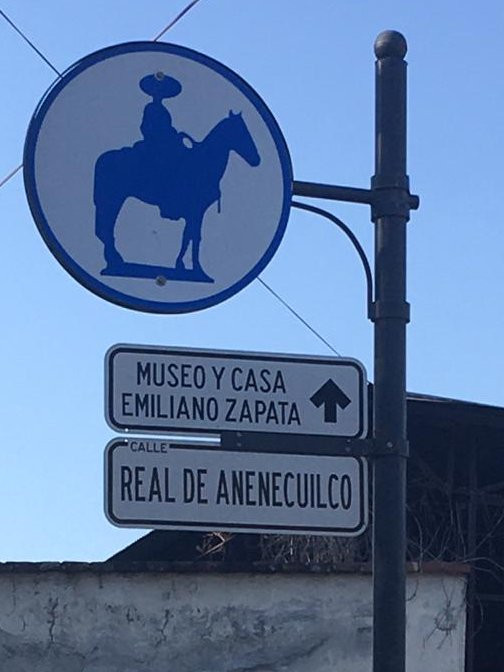 MUSEO Y CASA
EMILIANO ZAPATA
CALLE
REAL DE ANENECUILCO